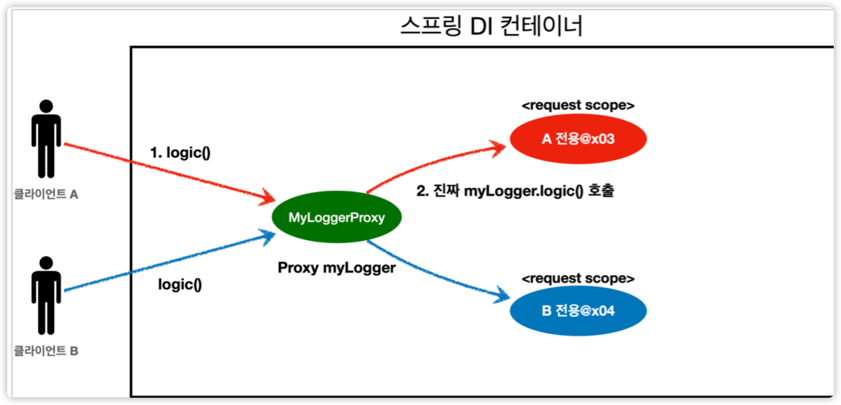 스프링 DI 컨테이너
<request scope>
A 전용@x03
1. logic()
클라이언트 A
2. 진짜 myLogger.logic() 호출
MyLoggerProxy
Proxy myLogger
<request scope>
logic()
B 전용@x04
클라이언트 B